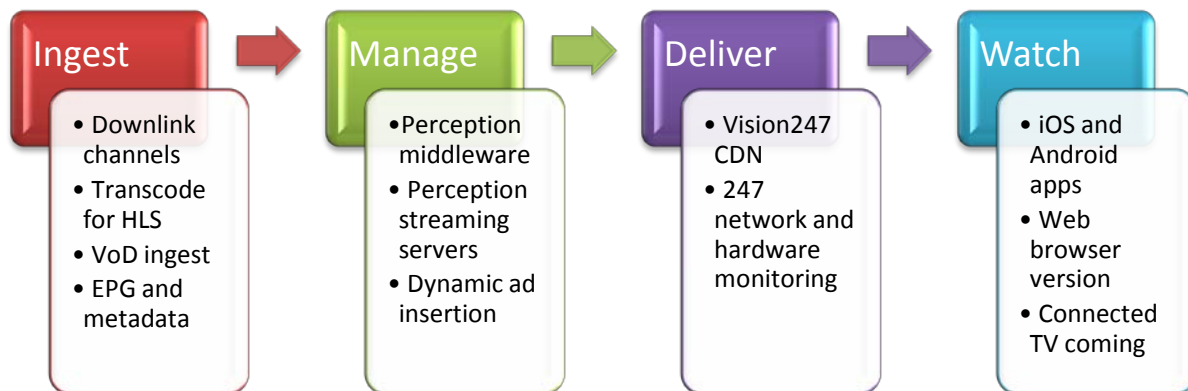 Ingest
• Downlink
channels
• Transcode
for HLS
• VoD ingest
• EPG and
metadata
Manage
•Perception
middleware
• Perception
streaming
servers
• Dynamic ad
insertion
Deliver
• Vision247
CDN
• 247
network and
hardware
monitoring
Watch
• iOS and
Android
apps
• Web
browser
version
• Connected
TV coming